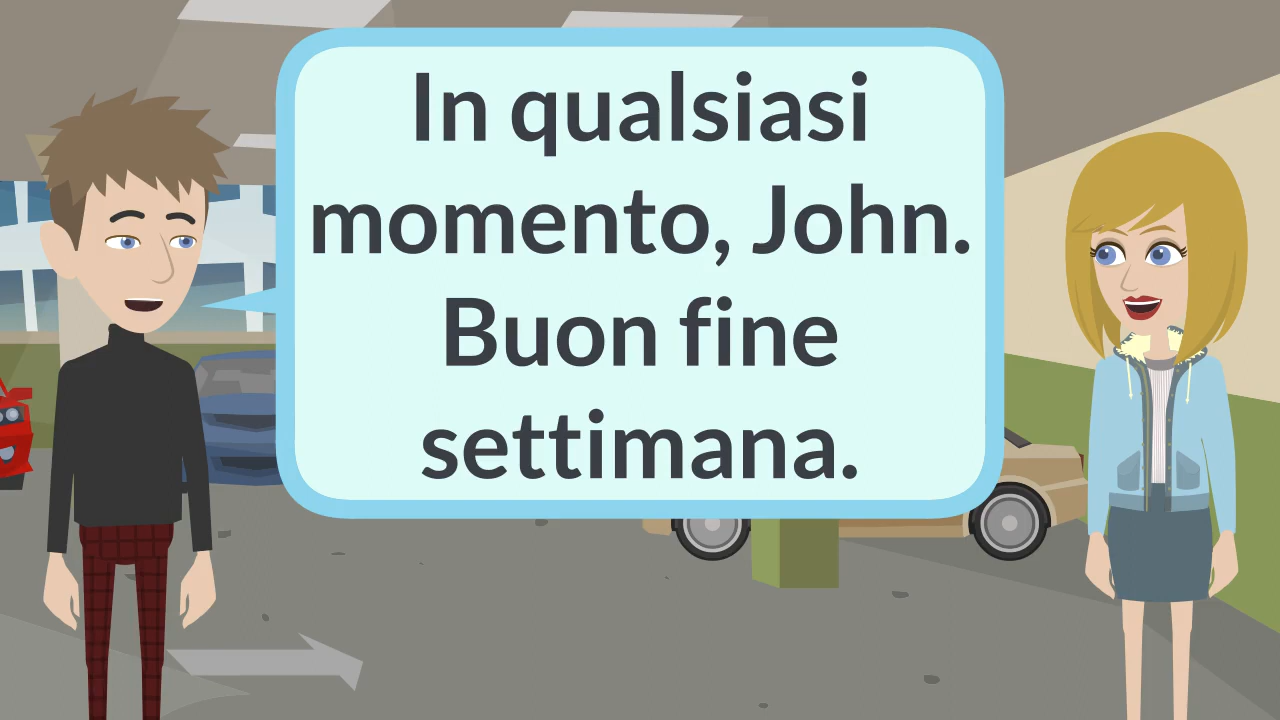 In qualsiasi
momento, John.
Buon fine
settimana.